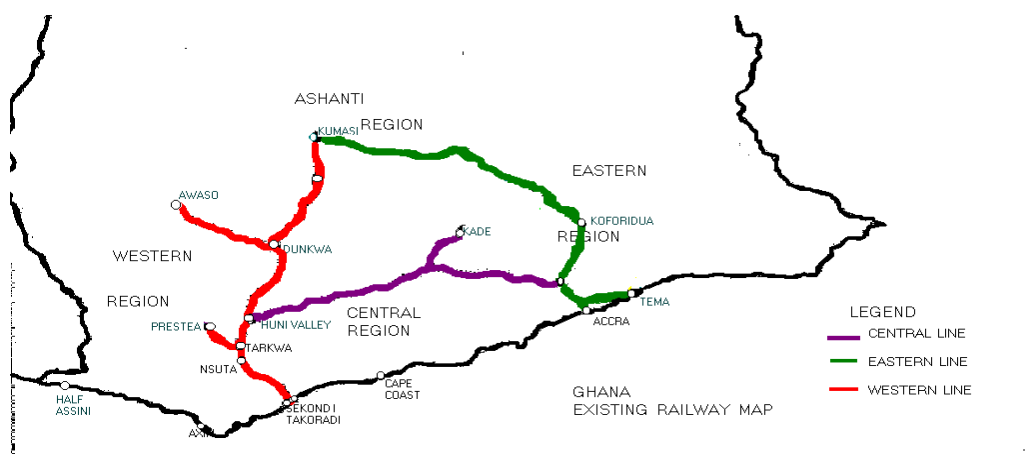 ASHANTI
REGION
KUMASI
EASTERN
AWASO
KOFORIDUA
REGION
KADE
DUNKWA
WESTERN
REGION
TEMA
CENTRAL
REGION
ACCRA
HUNI VALLEY
PRESTEA
TARKWA
NSUTA
CAPE
COAST
HALF
ASSINI
SEKONDI
TAKORADI
AXIM
LEGEND
CENTRAL LINE
EASTERN LINE
WESTERN LINE
GHANA
EXISTING RAILWAY MAP